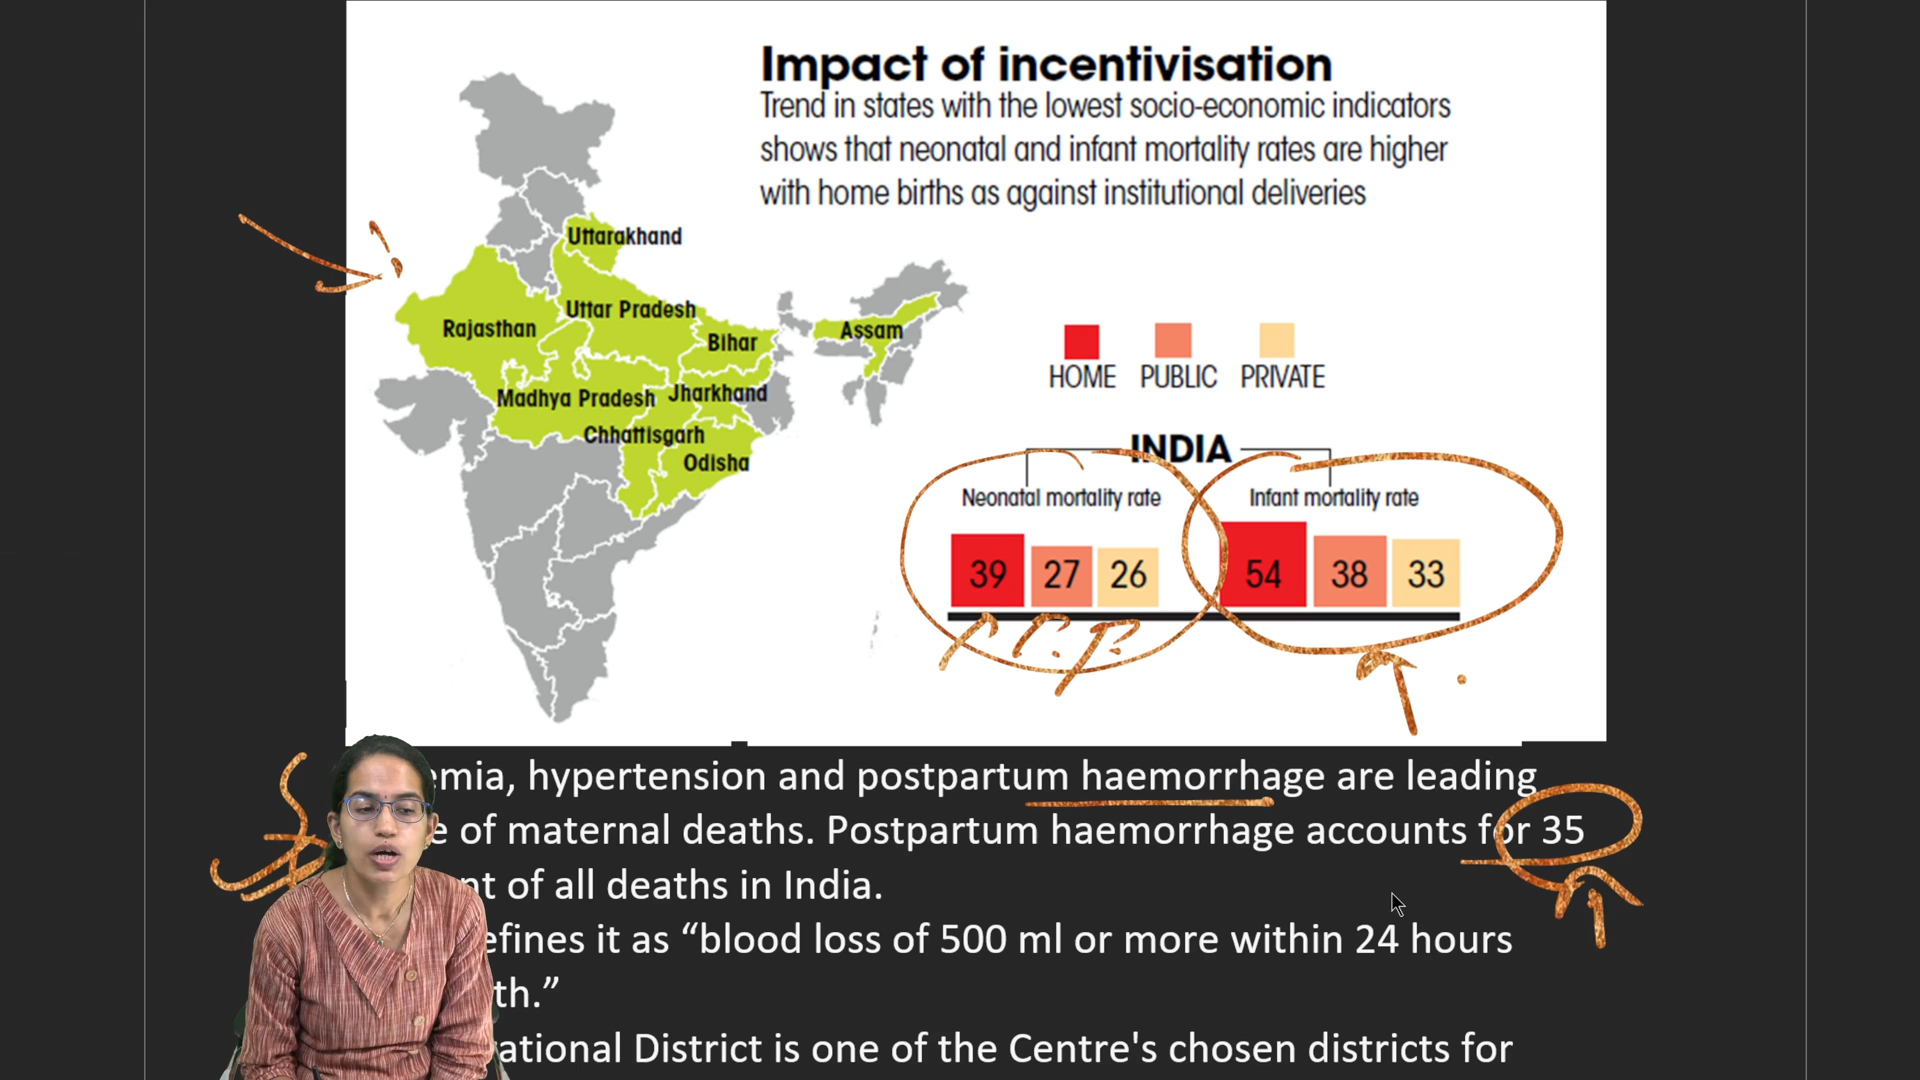 Impact of incentivisation
Trend in states with the lowest socio-economic indicators
shows that neonatal and infant mortality rates are higher
with home births as against institutional deliveries
Uttarakhand
Uttar Pradesh
Rajasthan
Bihar
Assam
Madhya Pradesh
Jharkhand
Chhattisgarh
Odisha
HOME PUBLIC PRIVATE
INDIA
Neonatal mortality rate
Infant mortality rate
39 27 26
54 38 33
hypertension and postpartum haemorrhage are leading
of maternal deaths. Postpartum haemorrhage accounts for 35
of all deaths in India.
it as “blood loss of 500 ml or more within 24 hours
District is one of the Centre's chosen districts for